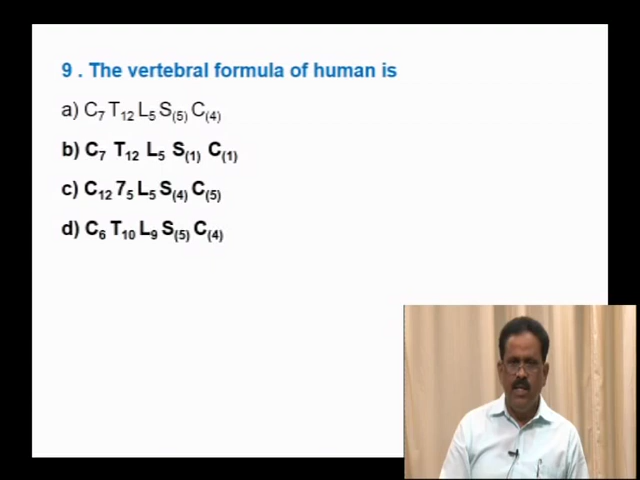 9 . The vertebral formula of human is
a) C₇ T₁₂ L₅ S₍₅₎ C₍₄₎
b) C₇ T₁₂ L₅ S₍₁₎ C₍₁₎
c) C₁₂ 7₅ L₅ S₍₄₎ C₍₅₎
d) C₆ T₁₀ L₉ S₍₅₎ C₍₄₎